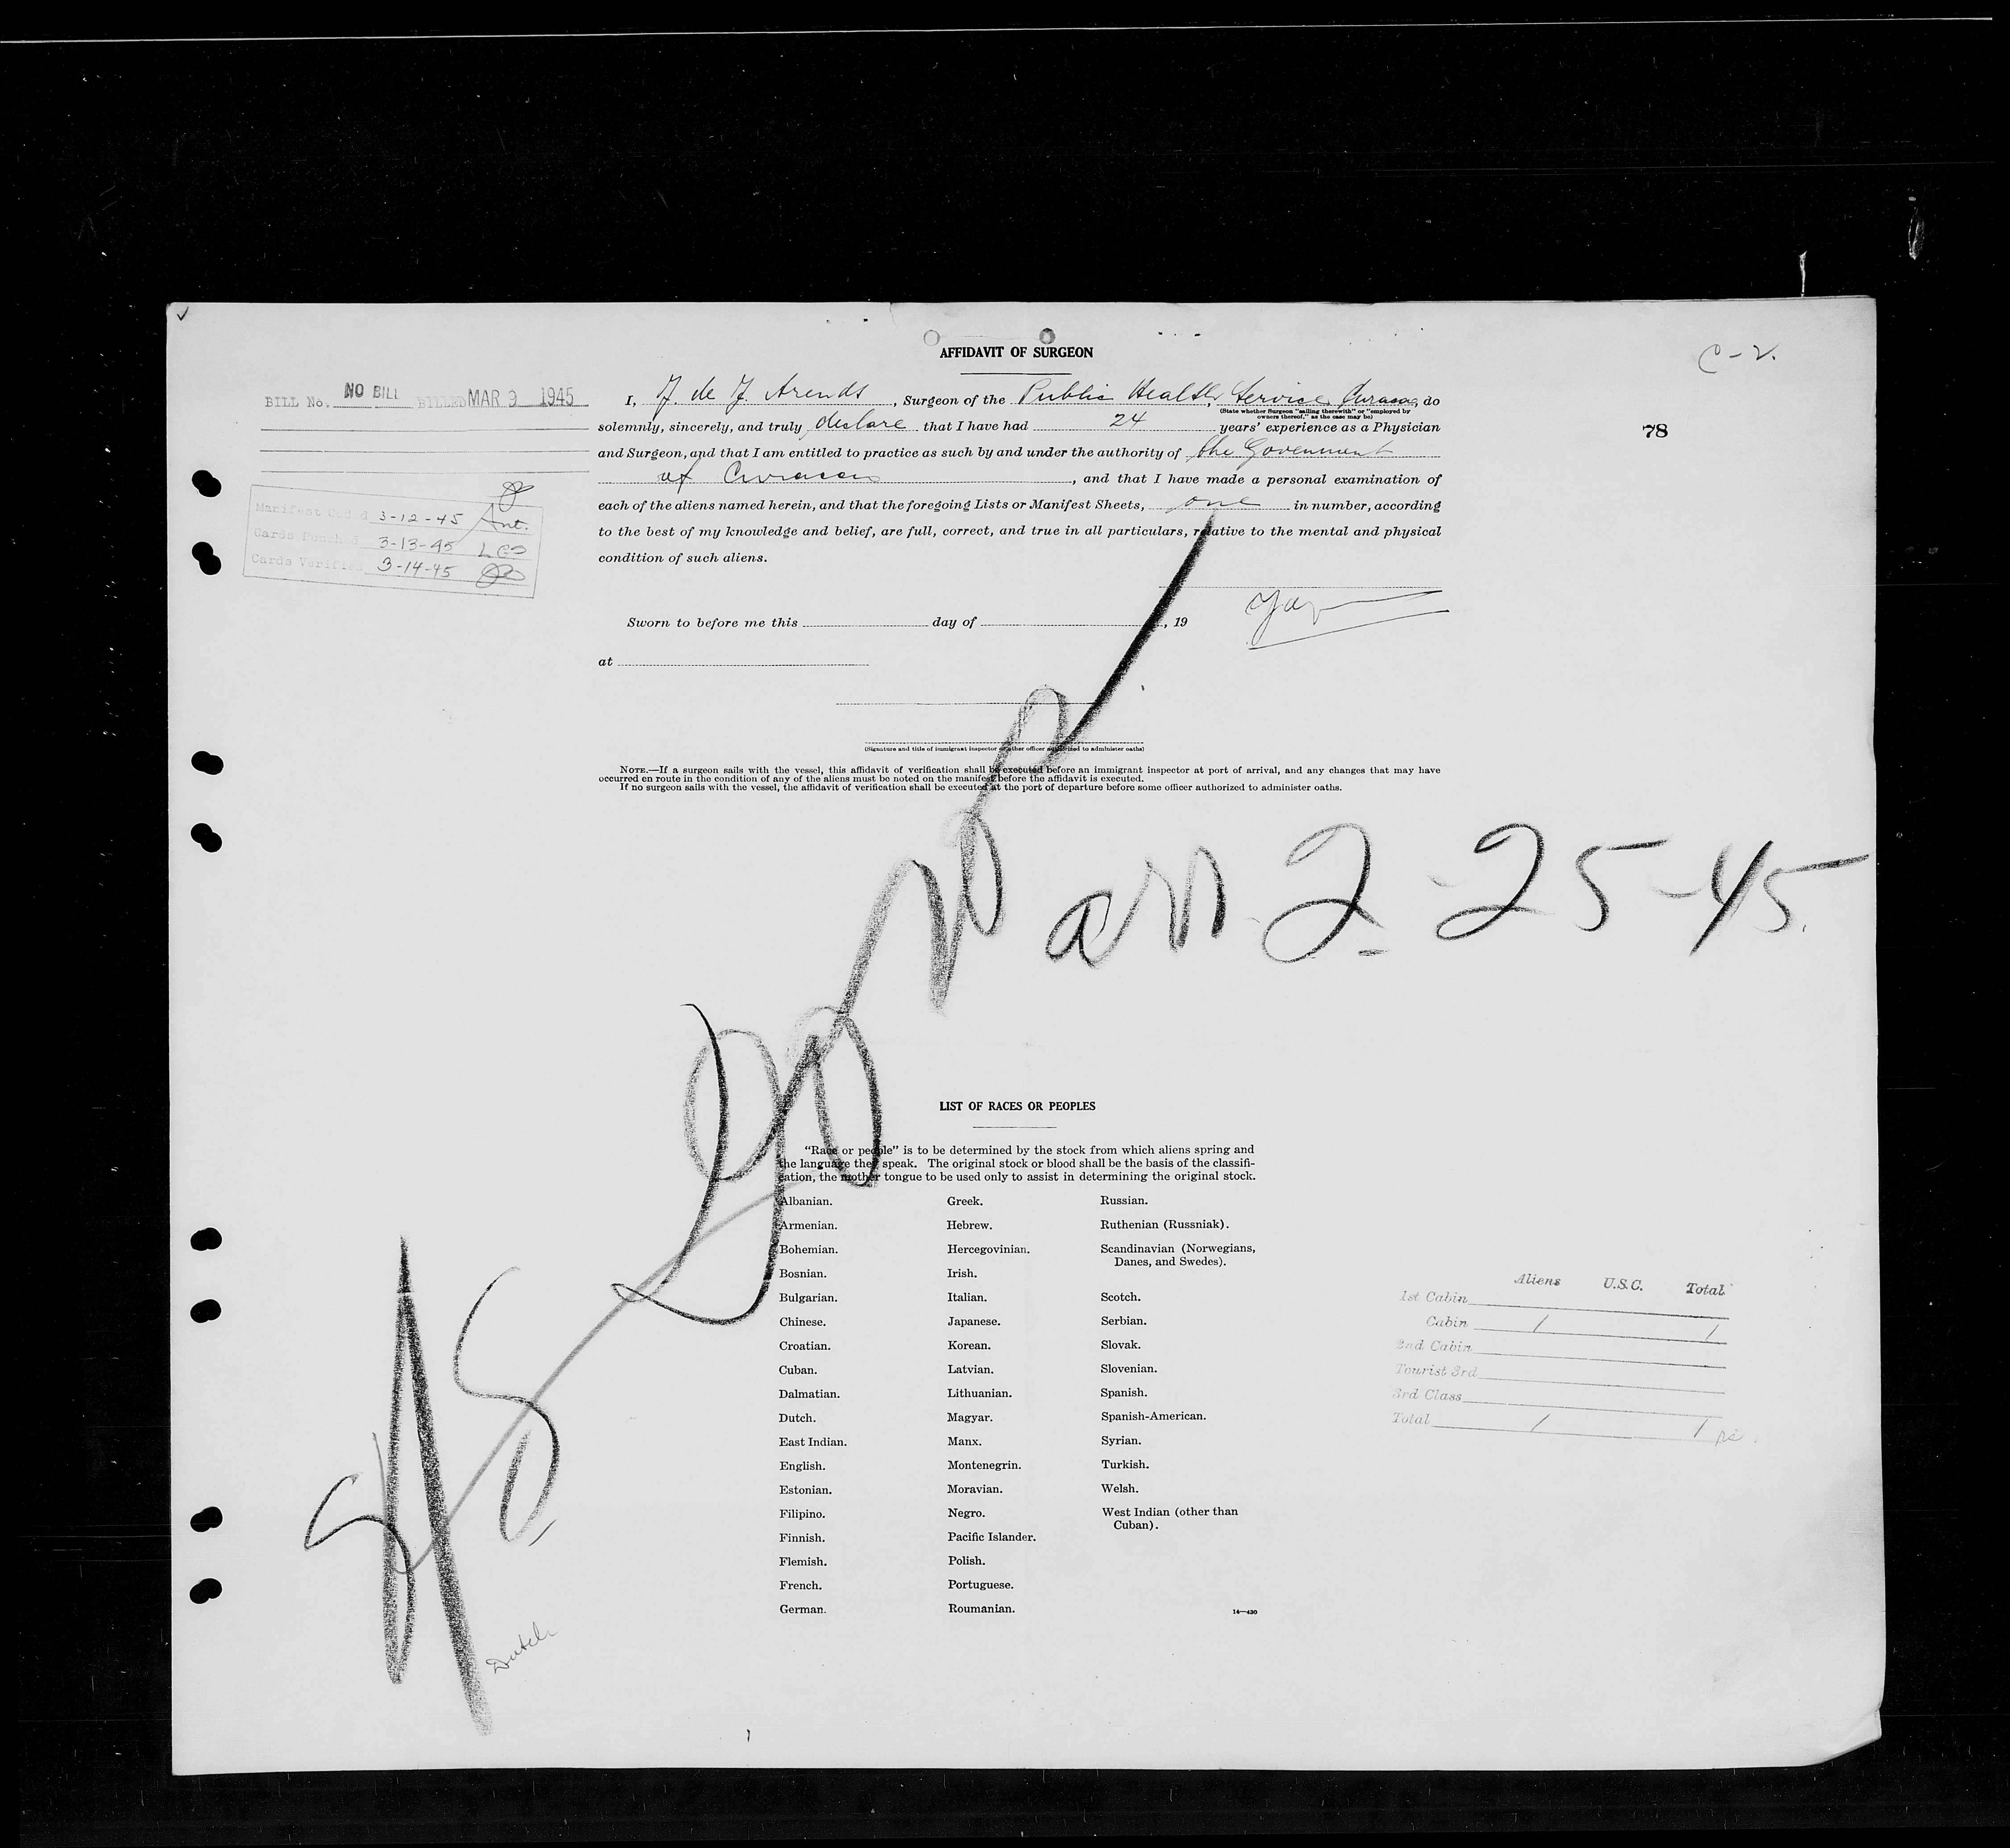 C-2.
AFFIDAVIT OF SURGEON
BILL No. NO BILL BILLED MAR 9 1945
78
I, J. de J. Arends, Surgeon of the Public Health Service, Curacao, do
(State whether Surgeon "sailing therewith" or "employed by
owners thereof," as the case may be)
solemnly, sincerely, and truly declare that I have had 24 years' experience as a Physician
and Surgeon, and that I am entitled to practice as such by and under the authority of the Government
of Curacao, and that I have made a personal examination of
each of the aliens named herein, and that the foregoing Lists or Manifest Sheets, one in number, according
to the best of my knowledge and belief, are full, correct, and true in all particulars, relative to the mental and physical
condition of such aliens.
Manifest Coded 3-12-45 Ant.
Cards Punched 3-13-45
Cards Verified 3-14-45
Sworn to before me this day of , 19
at
(Signature and title of immigrant inspector or other officer authorized to administer oaths)
NOTE.—If a surgeon sails with the vessel, this affidavit of verification shall be executed before an immigrant inspector at port of arrival, and any changes that may have
occurred en route in the condition of any of the aliens must be noted on the manifest before the affidavit is executed.
If no surgeon sails with the vessel, the affidavit of verification shall be executed at the port of departure before some officer authorized to administer oaths.
arr 2-25-45.
SS
LIST OF RACES OR PEOPLES
"Race or people" is to be determined by the stock from which aliens spring and
the language they speak. The original stock or blood shall be the basis of the classifi-
cation, the mother tongue to be used only to assist in determining the original stock.
Albanian.
Armenian.
Bohemian.
Bosnian.
Bulgarian.
Chinese.
Croatian.
Cuban.
Dalmatian.
Dutch.
East Indian.
English.
Estonian.
Filipino.
Finnish.
Flemish.
French.
German.
Greek.
Hebrew.
Hercegovinian.
Irish.
Italian.
Japanese.
Korean.
Latvian.
Lithuanian.
Magyar.
Manx.
Montenegrin.
Moravian.
Negro.
Pacific Islander.
Polish.
Portuguese.
Roumanian.
Russian.
Ruthenian (Russniak).
Scandinavian (Norwegians,
Danes, and Swedes).
Scotch.
Serbian.
Slovak.
Slovenian.
Spanish.
Spanish-American.
Syrian.
Turkish.
Welsh.
West Indian (other than
Cuban).
14—430
Aliens U.S.C. Total
1st Cabin
Cabin 1 1
2nd Cabin
Tourist 3rd
3rd Class
Total 1 1
Dutch